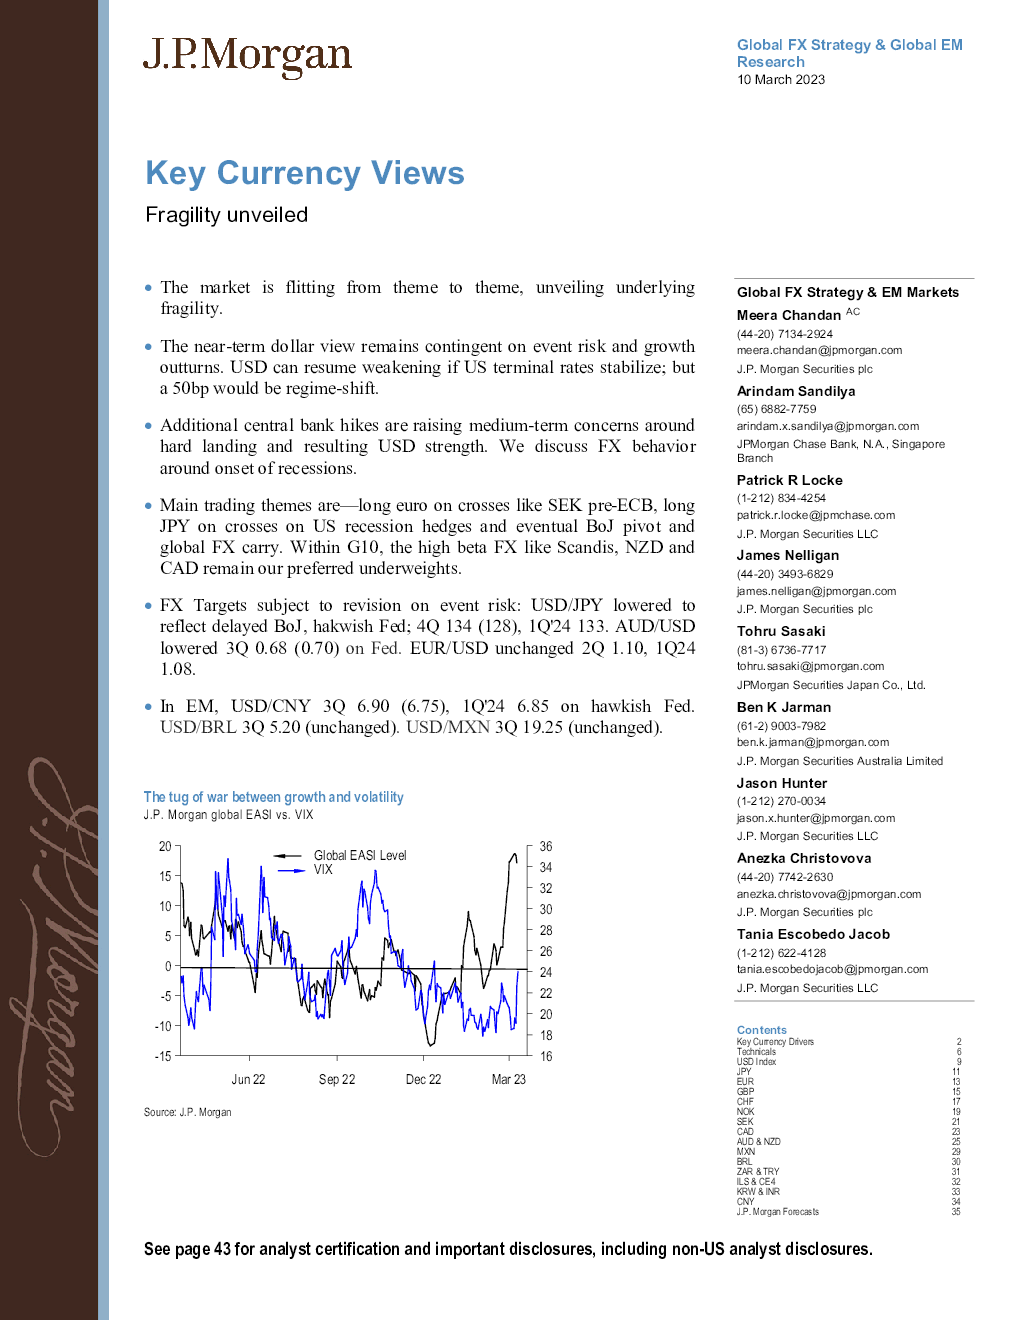 J.P.Morgan
Global FX Strategy & Global EM
Research
10 March 2023
Key Currency Views
Fragility unveiled
• The market is flitting from theme to theme, unveiling underlying
fragility.
• The near-term dollar view remains contingent on event risk and growth
outturns. USD can resume weakening if US terminal rates stabilize; but
a 50bp would be regime-shift.
• Additional central bank hikes are raising medium-term concerns around
hard landing and resulting USD strength. We discuss FX behavior
around onset of recessions.
• Main trading themes are—long euro on crosses like SEK pre-ECB, long
JPY on crosses on US recession hedges and eventual BoJ pivot and
global FX carry. Within G10, the high beta FX like Scandis, NZD and
CAD remain our preferred underweights.
• FX Targets subject to revision on event risk: USD/JPY lowered to
reflect delayed BoJ, hakwish Fed; 4Q 134 (128), 1Q'24 133. AUD/USD
lowered 3Q 0.68 (0.70) on Fed. EUR/USD unchanged 2Q 1.10, 1Q24
1.08.
• In EM, USD/CNY 3Q 6.90 (6.75), 1Q'24 6.85 on hawkish Fed.
USD/BRL 3Q 5.20 (unchanged). USD/MXN 3Q 19.25 (unchanged).
The tug of war between growth and volatility
J.P. Morgan global EASI vs. VIX
Global EASI Level
VIX
20
15
10
5
0
-5
-10
-15
36
34
32
30
28
26
24
22
20
18
16
Jun 22 Sep 22 Dec 22 Mar 23
Source: J.P. Morgan
Global FX Strategy & EM Markets
Meera Chandan AC
(44-20) 7134-2924
meera.chandan@jpmorgan.com
J.P. Morgan Securities plc
Arindam Sandilya
(65) 6882-7759
arindam.x.sandilya@jpmorgan.com
JPMorgan Chase Bank, N.A., Singapore
Branch
Patrick R Locke
(1-212) 834-4254
patrick.r.locke@jpmchase.com
J.P. Morgan Securities LLC
James Nelligan
(44-20) 3493-6829
james.nelligan@jpmorgan.com
J.P. Morgan Securities plc
Tohru Sasaki
(81-3) 6736-7717
tohru.sasaki@jpmorgan.com
JPMorgan Securities Japan Co., Ltd.
Ben K Jarman
(61-2) 9003-7982
ben.k.jarman@jpmorgan.com
J.P. Morgan Securities Australia Limited
Jason Hunter
(1-212) 270-0034
jason.x.hunter@jpmorgan.com
J.P. Morgan Securities LLC
Anezka Christovova
(44-20) 7742-2630
anezka.christovova@jpmorgan.com
J.P. Morgan Securities plc
Tania Escobedo Jacob
(1-212) 622-4128
tania.escobedojacob@jpmorgan.com
J.P. Morgan Securities LLC
Contents
Key Currency Drivers 2
Technicals 6
USD Index 9
JPY 11
EUR 13
GBP 15
CHF 17
NOK 19
SEK 21
CAD 23
AUD & NZD 25
MXN 29
BRL 30
ZAR & TRY 31
ILS & CE4 32
KRW & INR 33
CNY 34
J.P. Morgan Forecasts 35
J.P.Morgan
See page 43 for analyst certification and important disclosures, including non-US analyst disclosures.